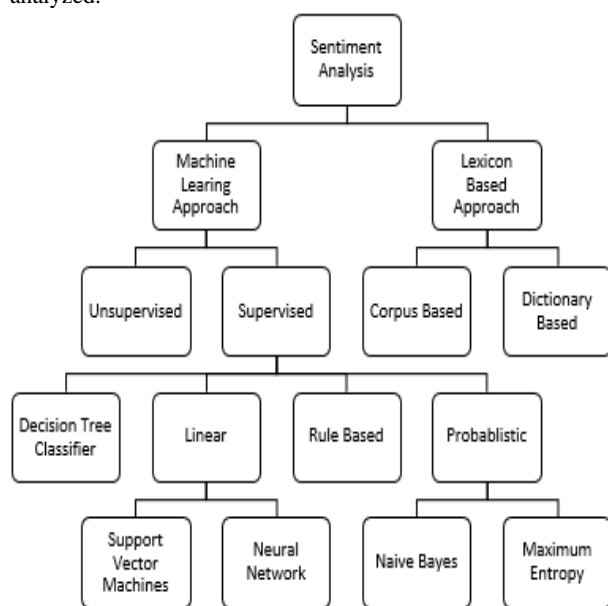 analyzed.
Sentiment
Analysis
Machine
Learing
Approach
Lexicon
Based
Approach
Unsupervised
Supervised
Corpus Based
Dictionary
Based
Decision Tree
Classifier
Linear
Rule Based
Probablistic
Support
Vector
Machines
Neural
Network
Naive Bayes
Maximum
Entropy